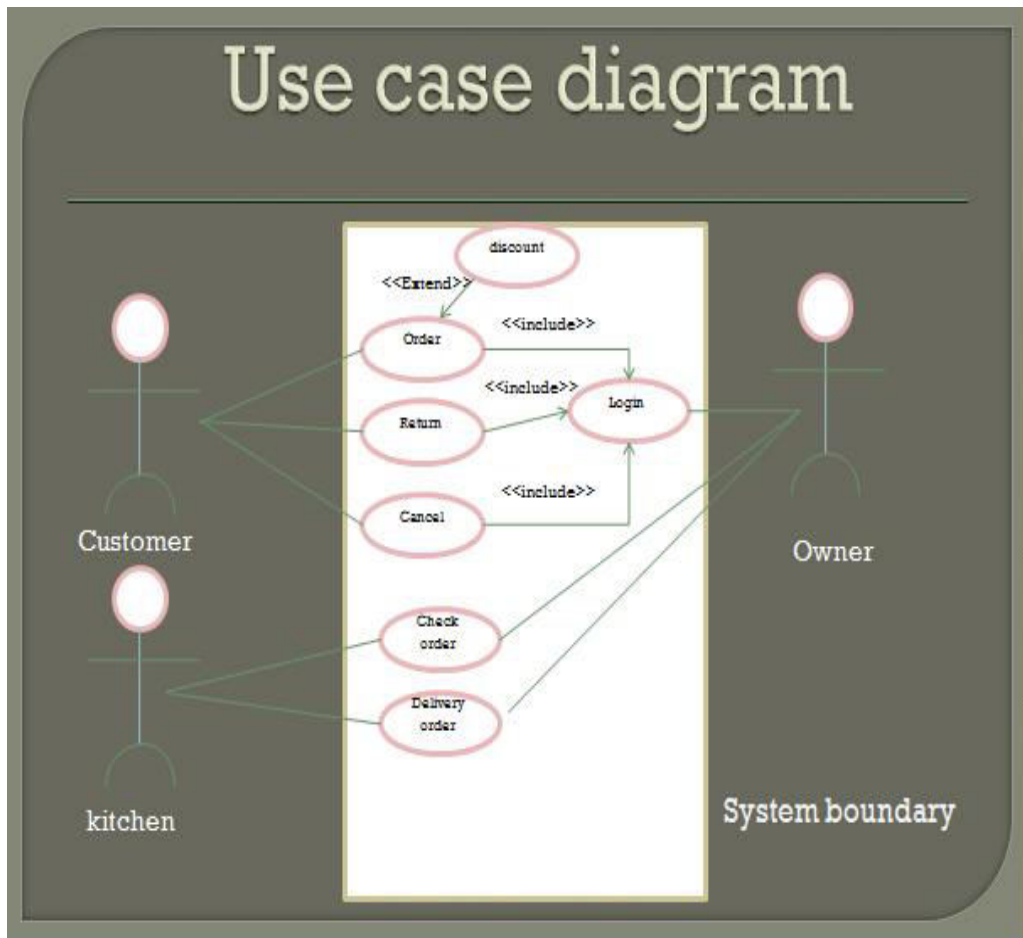 Use case diagram
discount
<<Extend>>
<<include>>
Order
<<include>>
Login
Return
<<include>>
Cancel
Customer
Owner
Check
order
Delivery
order
kitchen
System boundary